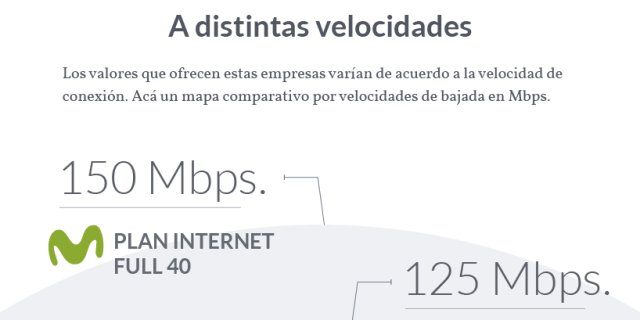 A distintas velocidades
Los valores que ofrecen estas empresas varían de acuerdo a la velocidad de
conexión. Acá un mapa comparativo por velocidades de bajada en Mbps.
150 Mbps.
PLAN INTERNET
FULL 40
125 Mbps.